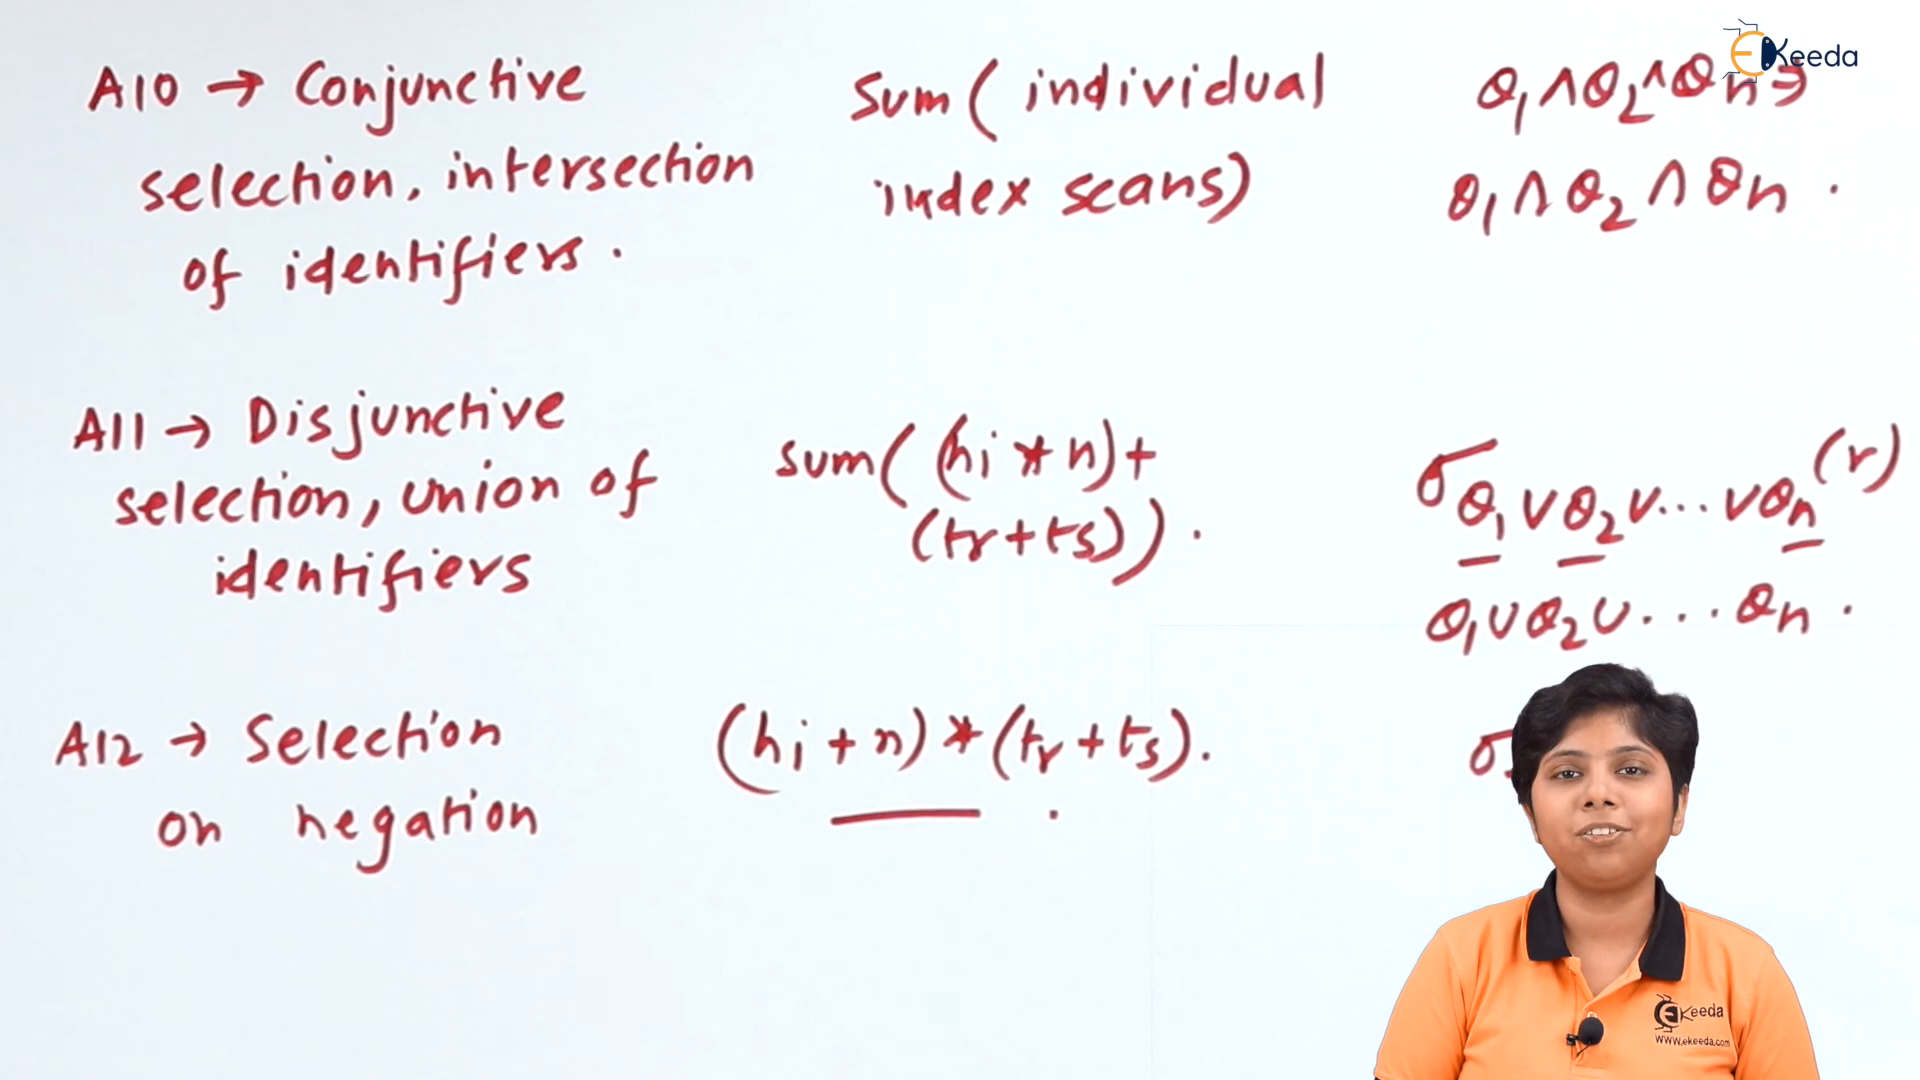 A10 → Conjunctive
selection, intersection
of identifiers.
sum( individual
index scans)
θ1∧θ2∧θn →
θ1∩θ2∩θn.
A11 → Disjunctive
selection, union of
identifiers
sum( (hi * n)+
(tr+ts)).
σθ1∨θ2∨...∨θn(r)
θ1∪θ2∪...θn.
A12 → Selection
on negation
(hi + n) * (tr + ts).
σ
EKeeda
EKeeda
www.ekeeda.com